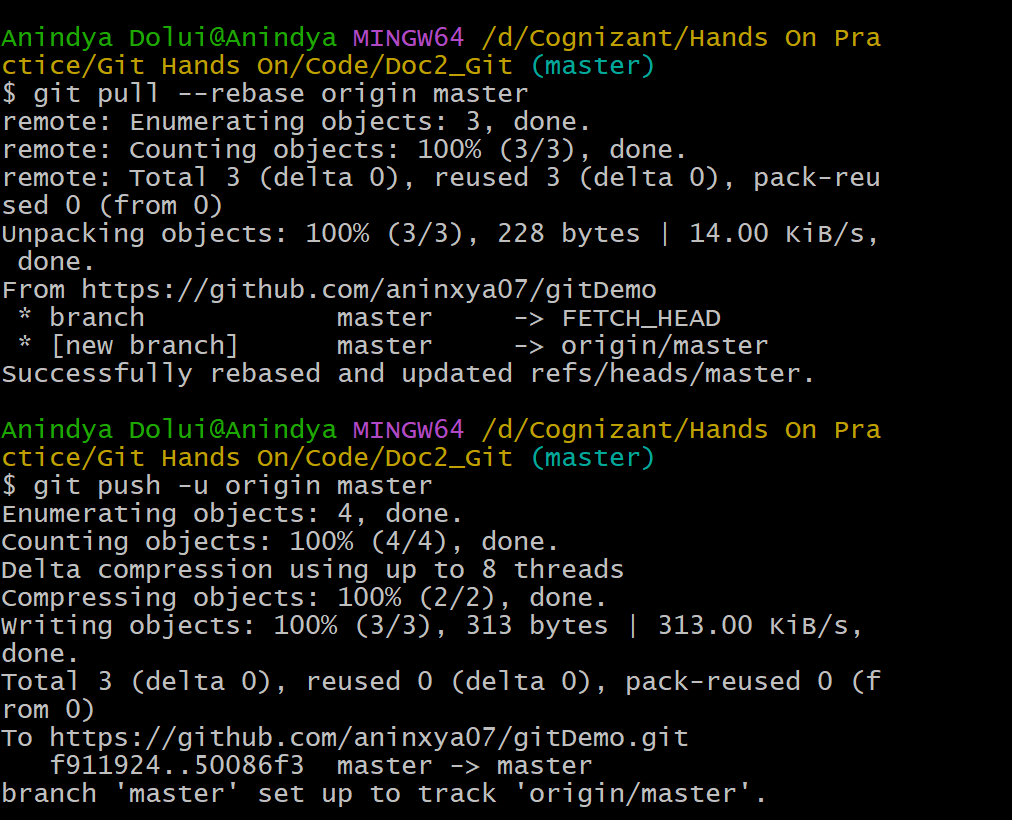 Anindya Dolui@Anindya MINGW64 /d/Cognizant/Hands On Pra
ctice/Git Hands On/Code/Doc2_Git (master)
$ git pull --rebase origin master
remote: Enumerating objects: 3, done.
remote: Counting objects: 100% (3/3), done.
remote: Total 3 (delta 0), reused 3 (delta 0), pack-reu
sed 0 (from 0)
Unpacking objects: 100% (3/3), 228 bytes | 14.00 KiB/s,
 done.
From https://github.com/aninxya07/gitDemo
 * branch            master     -> FETCH_HEAD
 * [new branch]      master     -> origin/master
Successfully rebased and updated refs/heads/master.
Anindya Dolui@Anindya MINGW64 /d/Cognizant/Hands On Pra
ctice/Git Hands On/Code/Doc2_Git (master)
$ git push -u origin master
Enumerating objects: 4, done.
Counting objects: 100% (4/4), done.
Delta compression using up to 8 threads
Compressing objects: 100% (2/2), done.
Writing objects: 100% (3/3), 313 bytes | 313.00 KiB/s,
done.
Total 3 (delta 0), reused 0 (delta 0), pack-reused 0 (f
rom 0)
To https://github.com/aninxya07/gitDemo.git
   f911924..50086f3  master -> master
branch 'master' set up to track 'origin/master'.